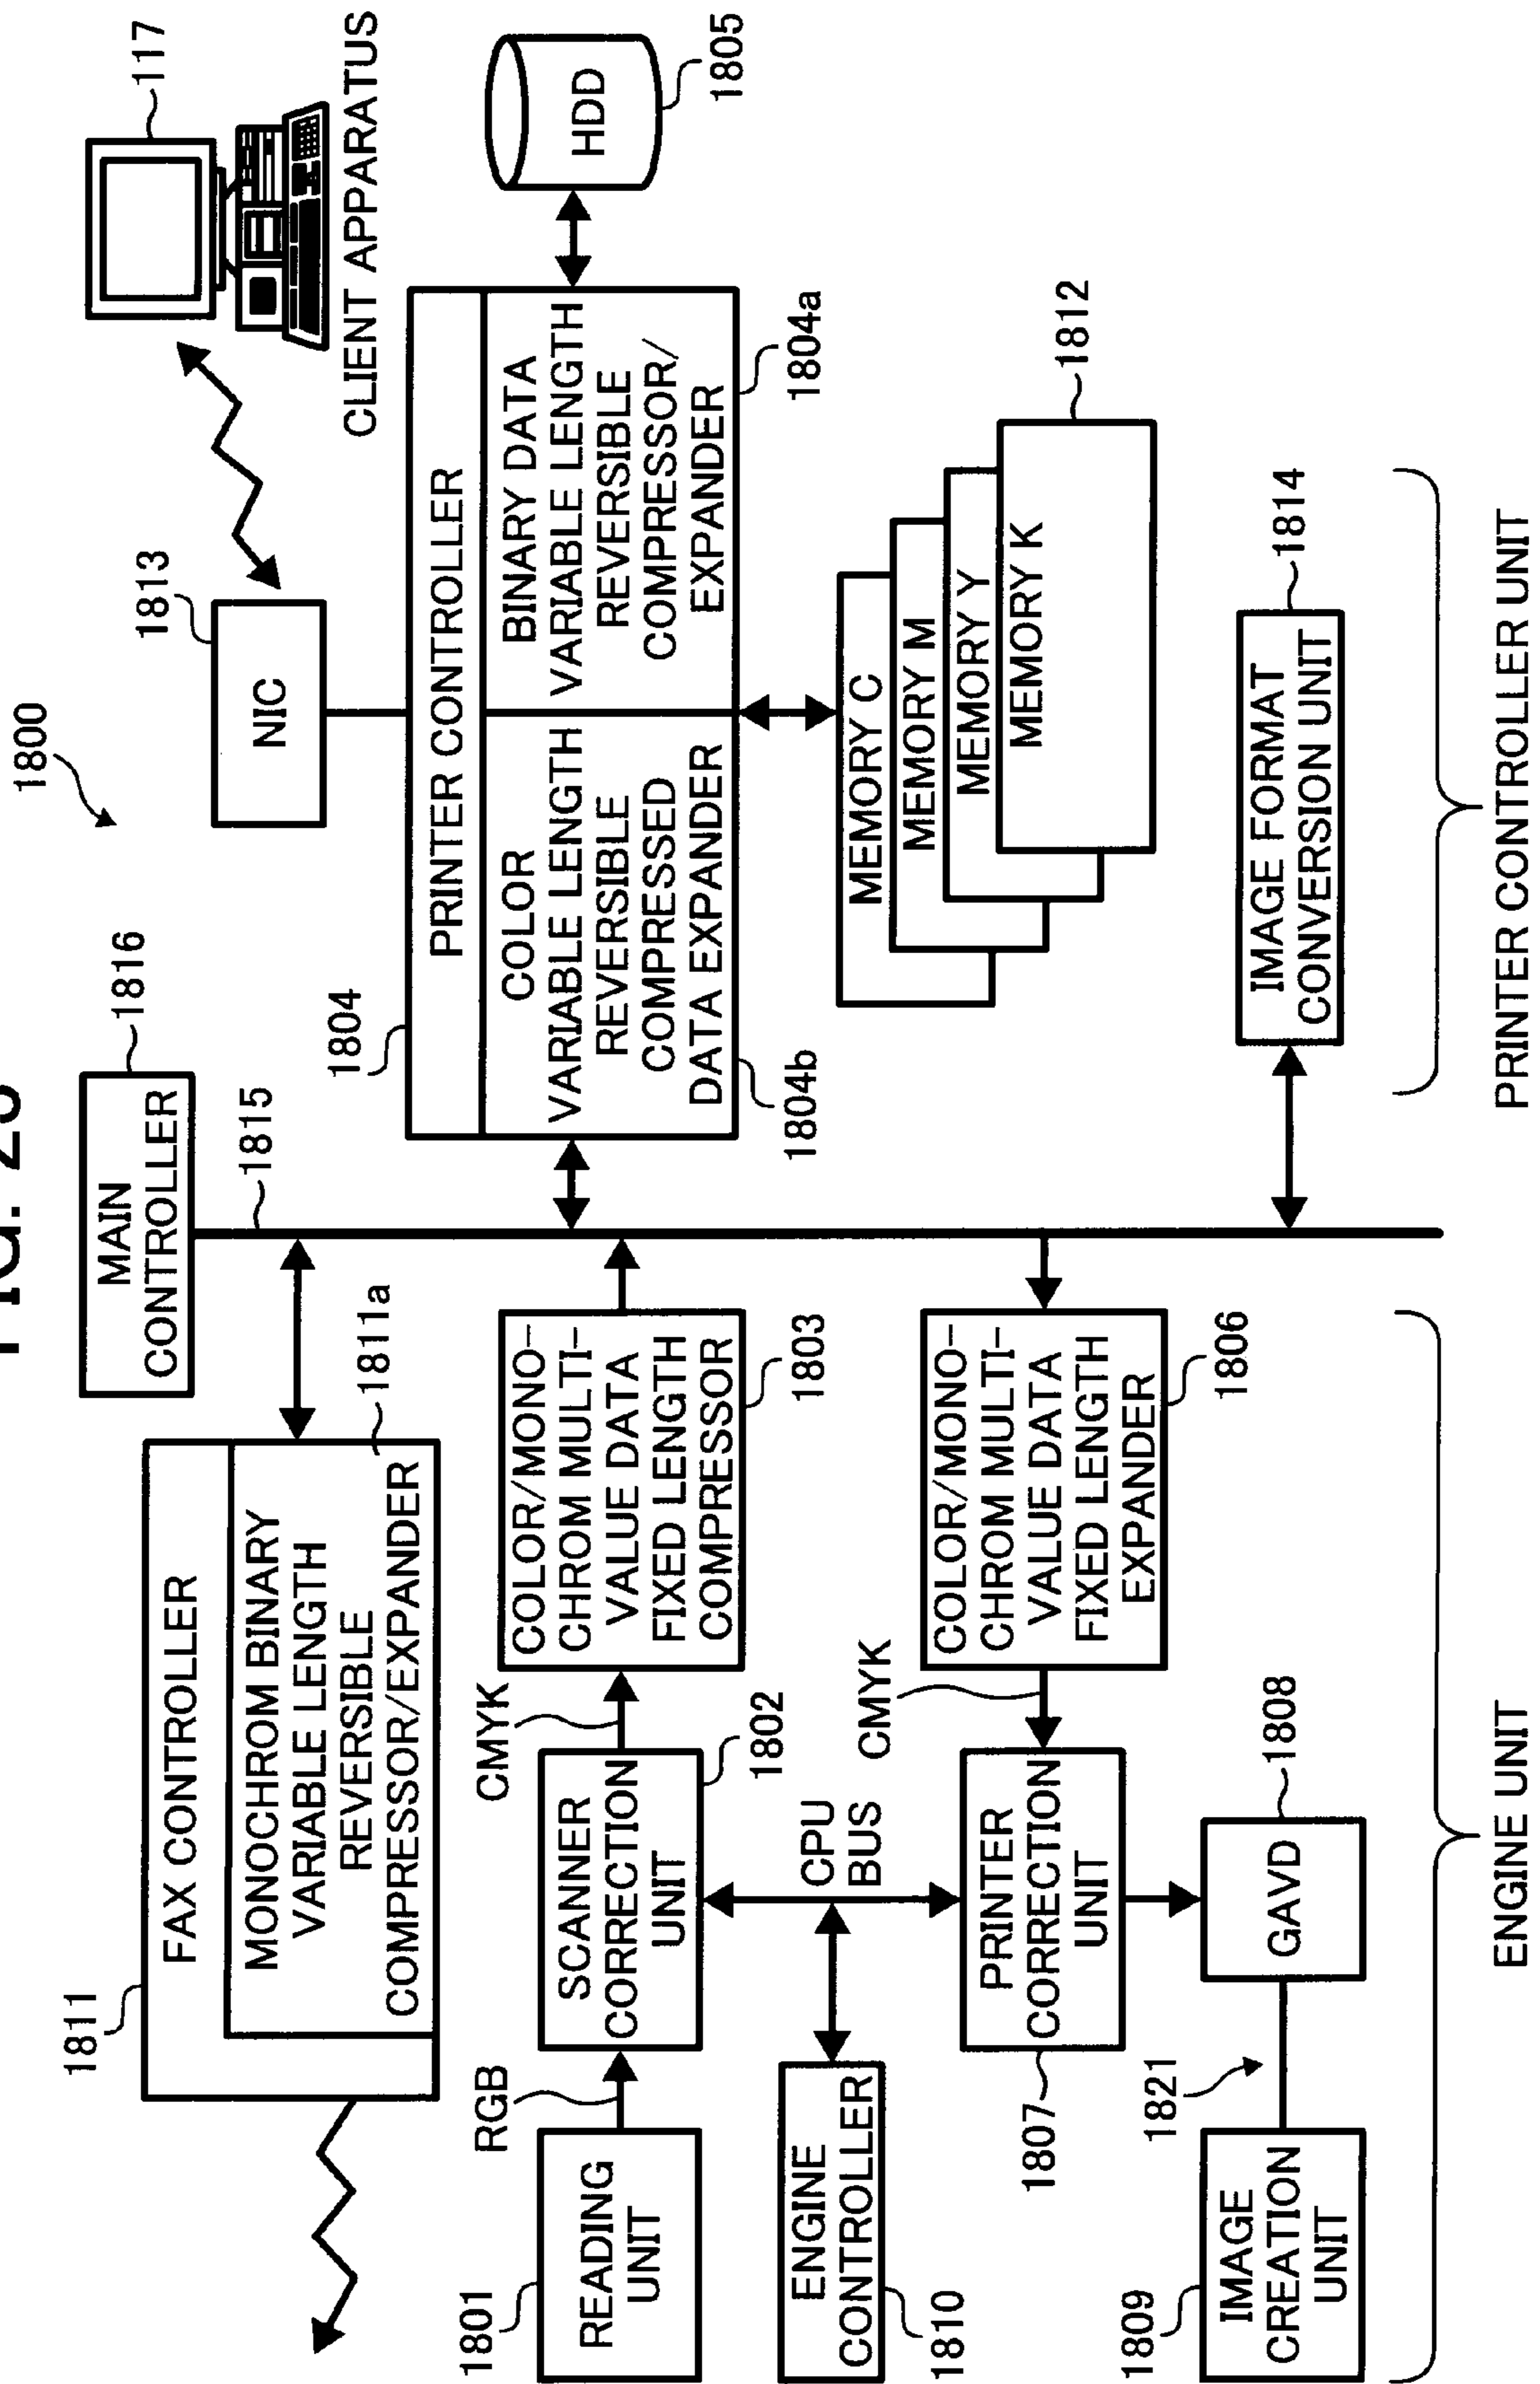 1800
MAIN
CONTROLLER
1816
1815
1811
FAX CONTROLLER
MONOCHROM BINARY
VARIABLE LENGTH
REVERSIBLE
COMPRESSOR/EXPANDER
1811a
NIC
1813
117
CLIENT APPARATUS
1804
PRINTER CONTROLLER
COLOR
VARIABLE LENGTH
REVERSIBLE
COMPRESSED
DATA EXPANDER
1804b
BINARY DATA
VARIABLE LENGTH
REVERSIBLE
COMPRESSOR/
EXPANDER
1804a
HDD
1805
1801
READING
UNIT
RGB
SCANNER
CORRECTION
UNIT
1802
CMYK
COLOR/MONO-
CHROM MULTI-
VALUE DATA
FIXED LENGTH
COMPRESSOR
1803
MEMORY C
MEMORY M
MEMORY Y
MEMORY K
1812
ENGINE
CONTROLLER
1810
CPU
BUS
1807
PRINTER
CORRECTION
UNIT
CMYK
COLOR/MONO-
CHROM MULTI-
VALUE DATA
FIXED LENGTH
EXPANDER
1806
1809
IMAGE
CREATION
UNIT
1821
GAVD
1808
IMAGE FORMAT
CONVERSION UNIT
1814
ENGINE UNIT
PRINTER CONTROLLER UNIT